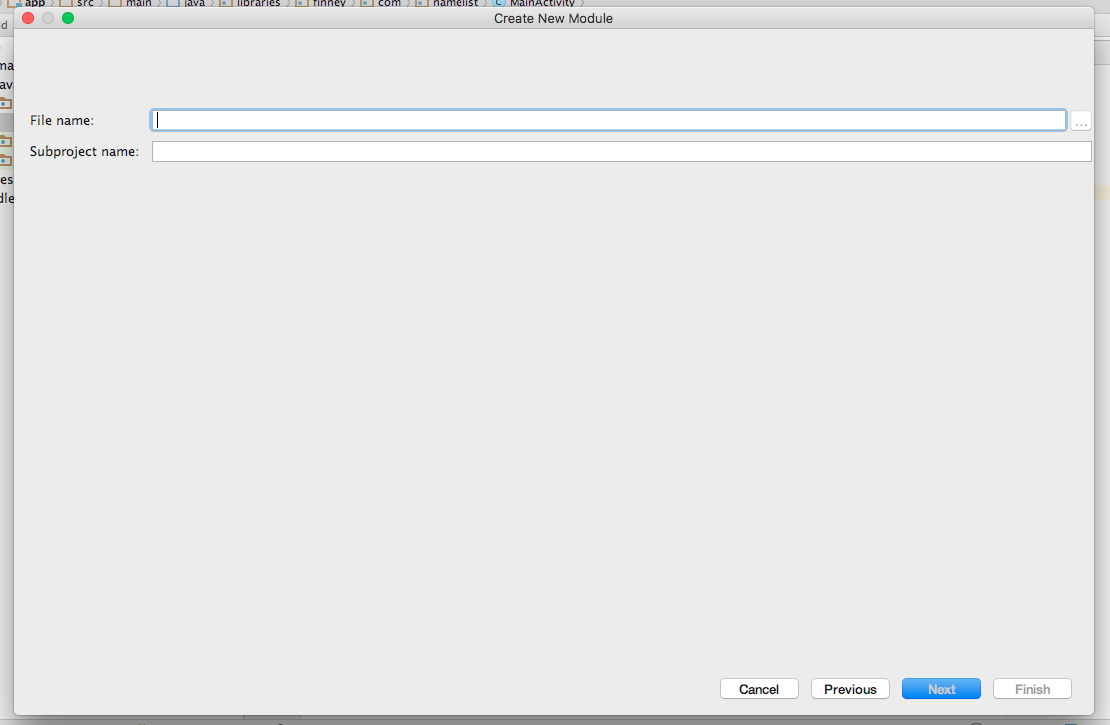 app src main java libraries finney com namelist MainActivity
Create New Module
File name:
...
Subproject name:
Cancel Previous Next Finish